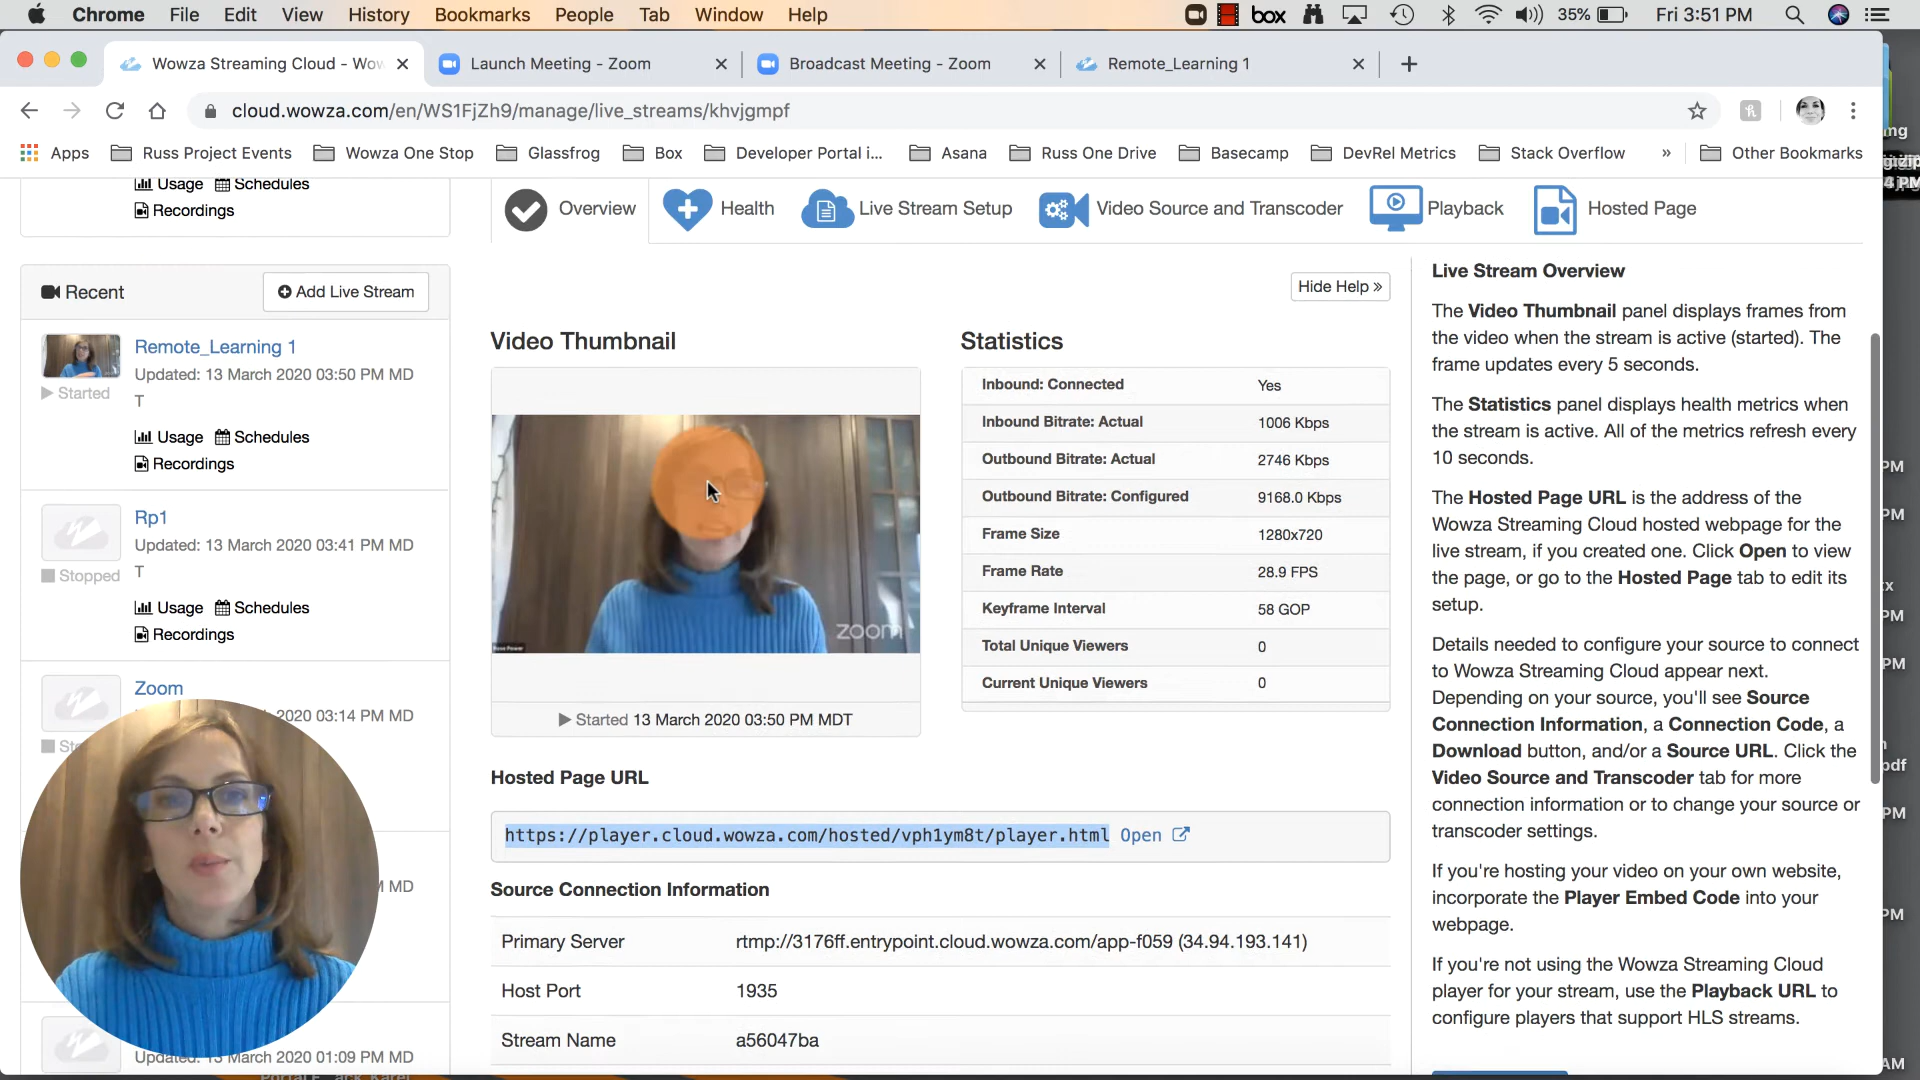 Chrome File Edit View History Bookmarks People Tab Window Help box 35% Fri 3:51 PM
Wowza Streaming Cloud - Wow Launch Meeting - Zoom Broadcast Meeting - Zoom Remote_Learning 1
cloud.wowza.com/en/WS1FjZh9/manage/live_streams/khvjgmpf
Apps Russ Project Events Wowza One Stop Glassfrog Box Developer Portal i... Asana Russ One Drive Basecamp DevRel Metrics Stack Overflow » Other Bookmarks
Usage Schedules
Recordings
Overview Health Live Stream Setup Video Source and Transcoder Playback Hosted Page
Recent Add Live Stream
Remote_Learning 1
Updated: 13 March 2020 03:50 PM MD
T
Started
Usage Schedules
Recordings
Rp1
Updated: 13 March 2020 03:41 PM MD
T
Stopped
Usage Schedules
Recordings
Zoom
2020 03:14 PM MD
MD
Updated: 13 March 2020 01:09 PM MD
Hide Help »
Video Thumbnail
zoom
Started 13 March 2020 03:50 PM MDT
Statistics
Inbound: Connected Yes
Inbound Bitrate: Actual 1006 Kbps
Outbound Bitrate: Actual 2746 Kbps
Outbound Bitrate: Configured 9168.0 Kbps
Frame Size 1280x720
Frame Rate 28.9 FPS
Keyframe Interval 58 GOP
Total Unique Viewers 0
Current Unique Viewers 0
Hosted Page URL
https://player.cloud.wowza.com/hosted/vph1ym8t/player.html Open
Source Connection Information
Primary Server rtmp://3176ff.entrypoint.cloud.wowza.com/app-f059 (34.94.193.141)
Host Port 1935
Stream Name a56047ba
Live Stream Overview
The Video Thumbnail panel displays frames from
the video when the stream is active (started). The
frame updates every 5 seconds.
The Statistics panel displays health metrics when
the stream is active. All of the metrics refresh every
10 seconds.
The Hosted Page URL is the address of the
Wowza Streaming Cloud hosted webpage for the
live stream, if you created one. Click Open to view
the page, or go to the Hosted Page tab to edit its
setup.
Details needed to configure your source to connect
to Wowza Streaming Cloud appear next.
Depending on your source, you'll see Source
Connection Information, a Connection Code, a
Download button, and/or a Source URL. Click the
Video Source and Transcoder tab for more
connection information or to change your source or
transcoder settings.
If you're hosting your video on your own website,
incorporate the Player Embed Code into your
webpage.
If you're not using the Wowza Streaming Cloud
player for your stream, use the Playback URL to
configure players that support HLS streams.